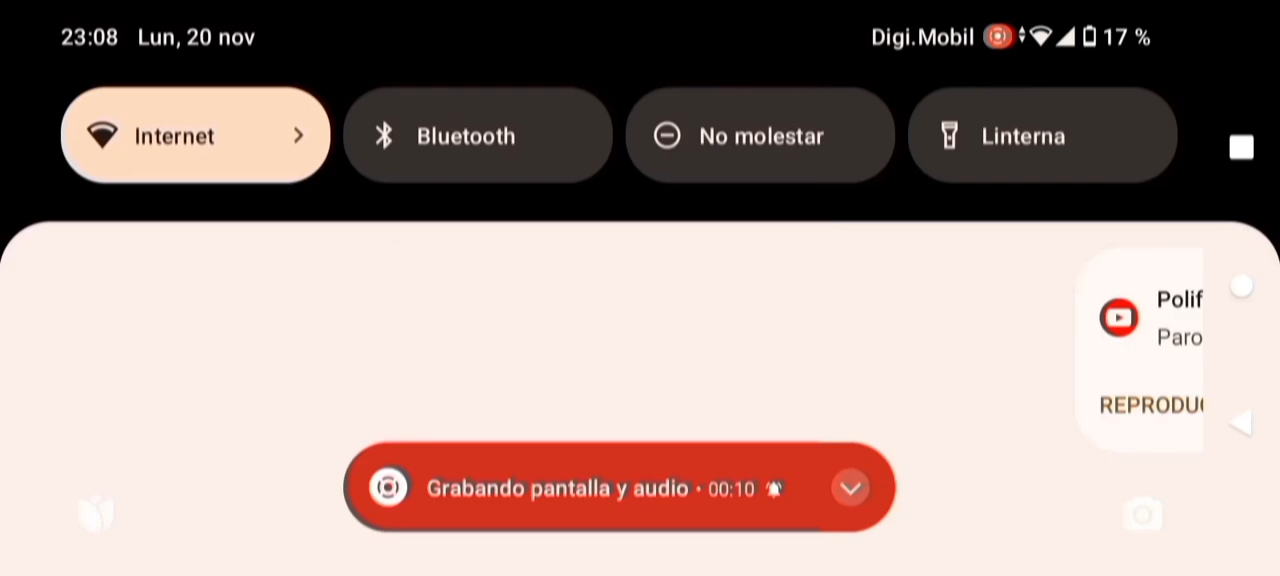 23:08 Lun, 20 nov
Digi.Mobil 17 %
Internet
Bluetooth
No molestar
Linterna
Polif
Paro
REPRODU
Grabando pantalla y audio • 00:10